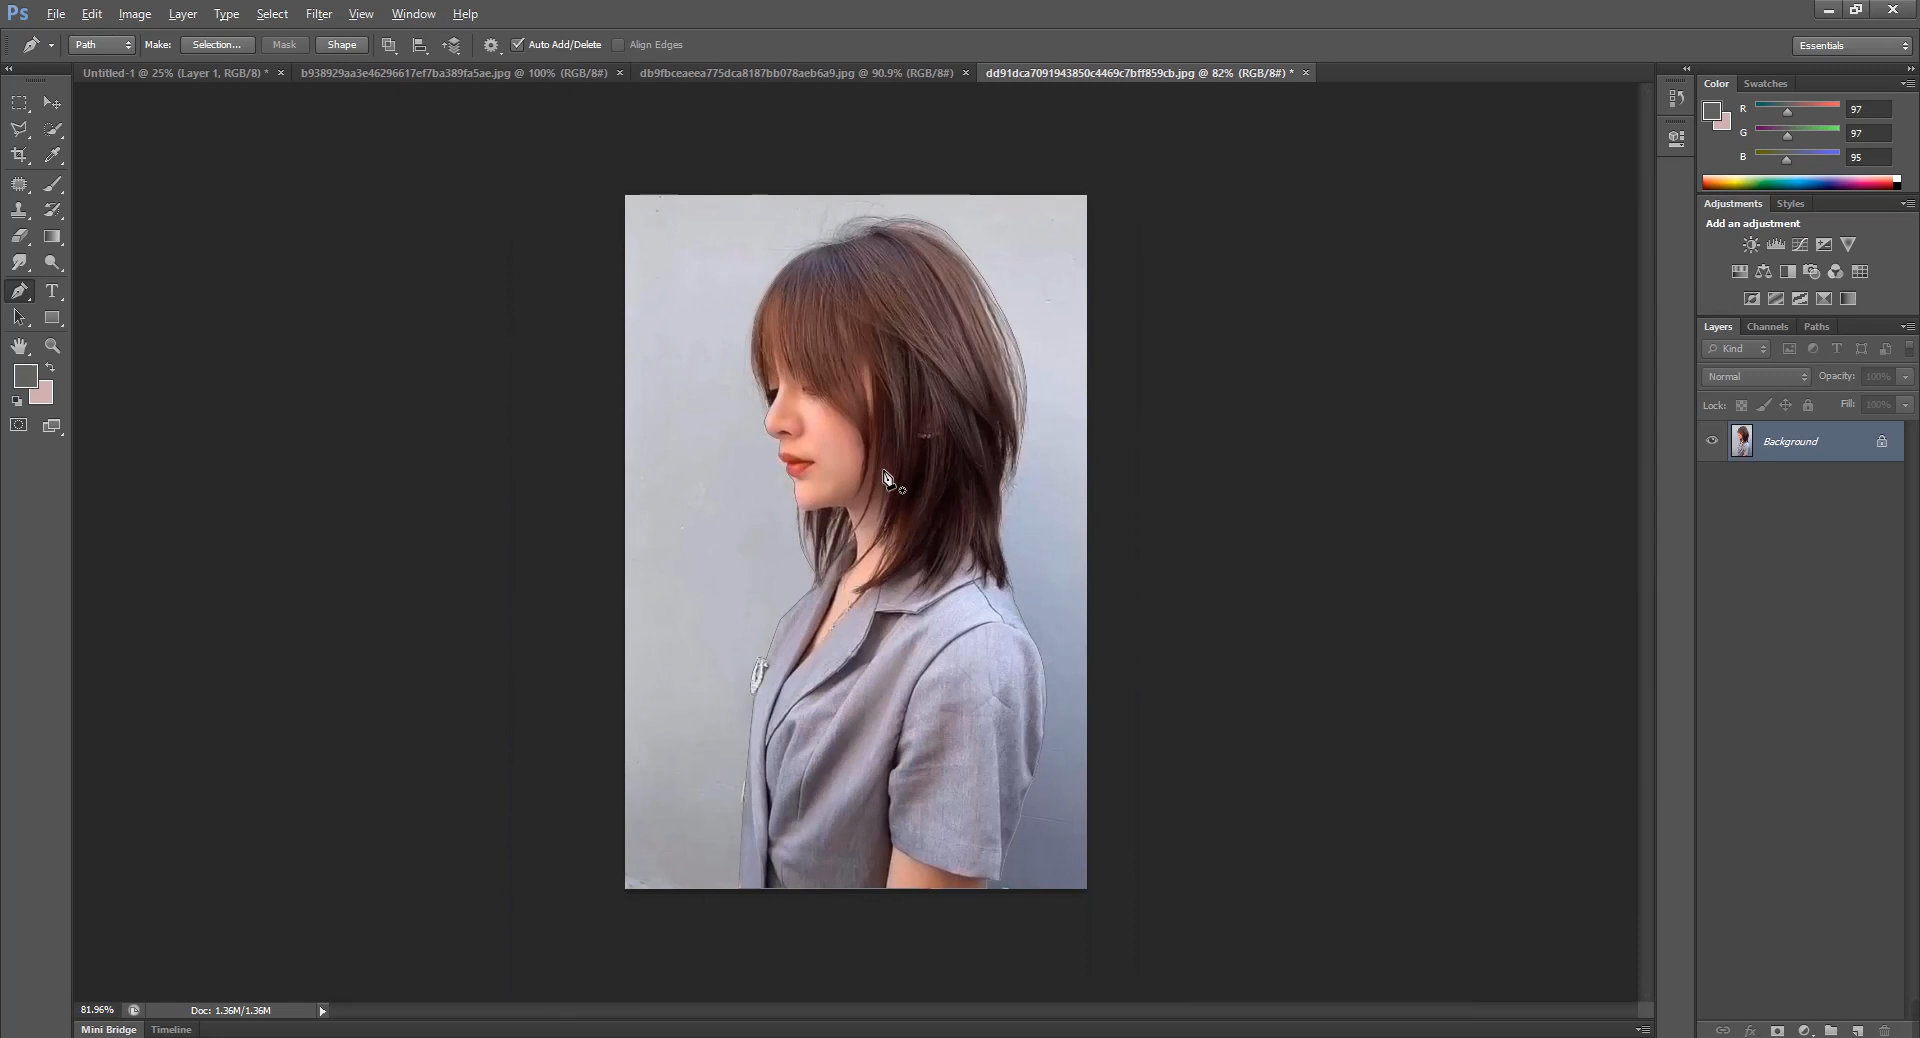 Ps File Edit Image Layer Type Select Filter View Window Help
Path Make: Selection... Mask Shape Auto Add/Delete Align Edges Essentials
Untitled-1 @ 25% (Layer 1, RGB/8) * × b938929aa3e46296617ef7ba389fa5ae.jpg @ 100% (RGB/8#) × db9fbceaeea775dca8187bb078aeb6a9.jpg @ 90.9% (RGB/8#) × dd91dca7091943850c4469c7bff859cb.jpg @ 82% (RGB/8#) * ×
Color Swatches
R 97
G 97
B 95
Adjustments Styles
Add an adjustment
Layers Channels Paths
Kind
Normal Opacity: 100%
Lock: Fill: 100%
Background
81.96% Doc: 1.36M/1.36M
Mini Bridge Timeline